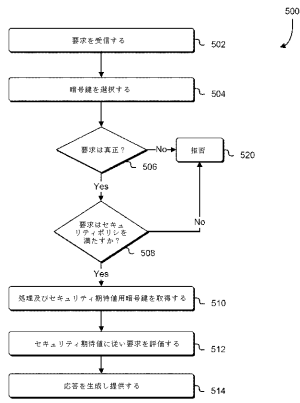 500
要求を受信する
502
暗号鍵を選択する
504
要求は真正?
506
No
拒否
520
Yes
要求はセキュ
リティポリシを
満たすか?
508
No
Yes
処理及びセキュリティ期待値用暗号鍵を取得する
510
セキュリティ期待値に従い要求を評価する
512
応答を生成し提供する
514